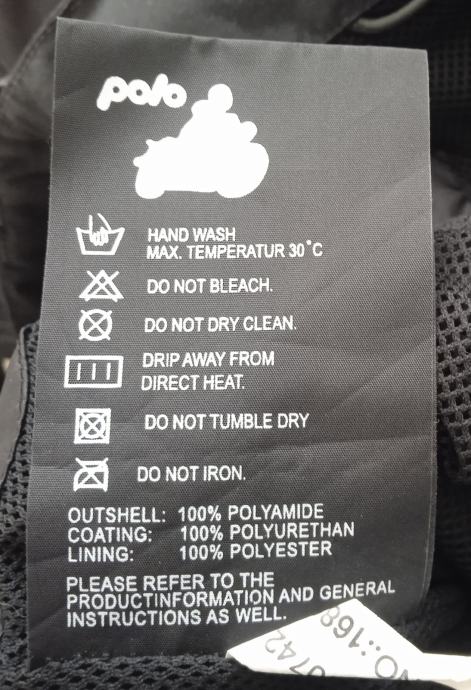 polo
HAND WASH
MAX. TEMPERATUR 30°C
DO NOT BLEACH.
DO NOT DRY CLEAN.
DRIP AWAY FROM
DIRECT HEAT.
DO NOT TUMBLE DRY
DO NOT IRON.
OUTSHELL: 100% POLYAMIDE
COATING: 100% POLYURETHAN
LINING: 100% POLYESTER
PLEASE REFER TO THE
PRODUCTINFORMATION AND GENERAL
INSTRUCTIONS AS WELL.
NO.:168